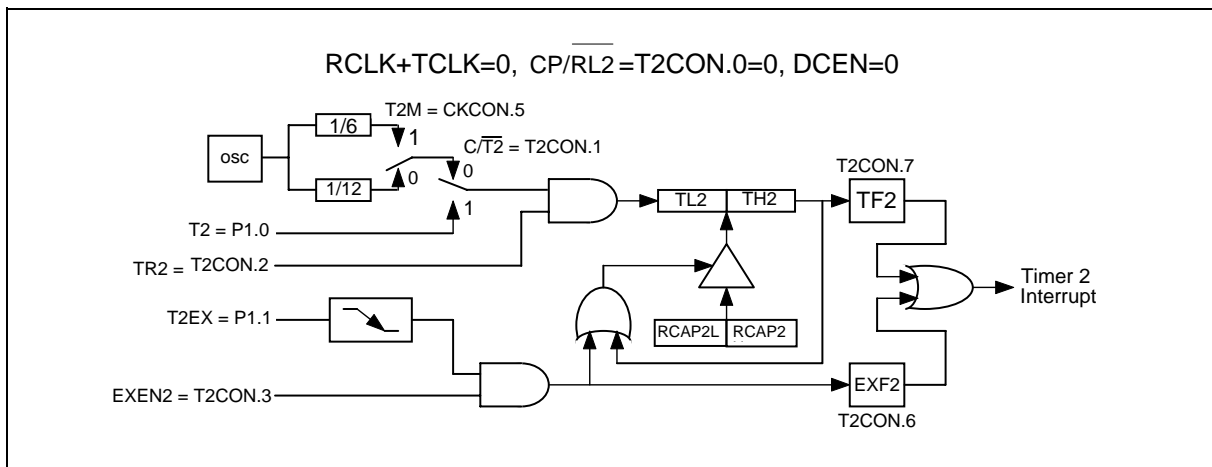 RCLK+TCLK=0, CP/RL2=T2CON.0=0, DCEN=0
T2M = CKCON.5
1/6
1
osc
C/T2 = T2CON.1
0
0
1/12
1
T2 = P1.0
TR2 = T2CON.2
TL2
TH2
T2CON.7
TF2
Timer 2
Interrupt
T2EX = P1.1
RCAP2L
RCAP2
EXEN2 = T2CON.3
EXF2
T2CON.6